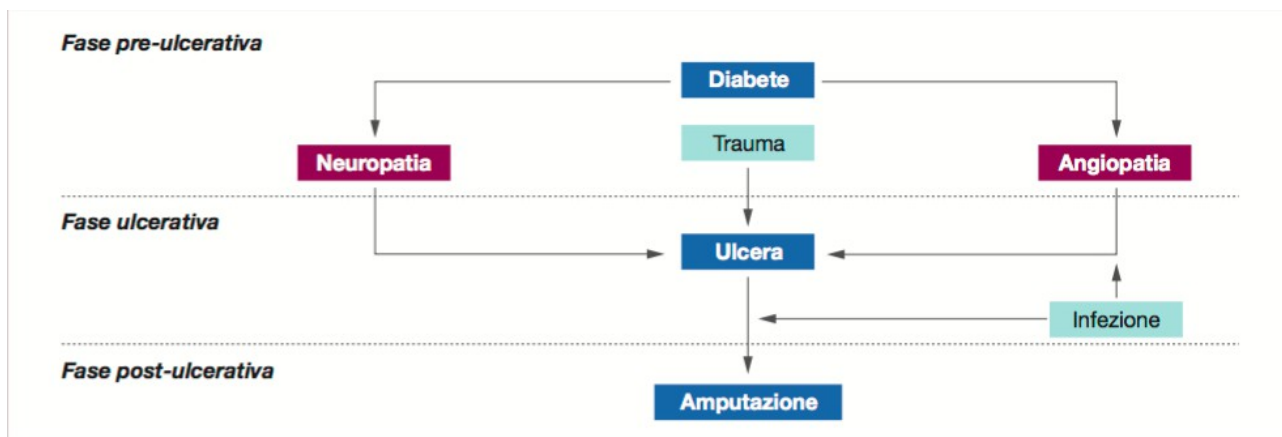 Fase pre-ulcerativa
Diabete
Trauma
Neuropatia
Angiopatia
Fase ulcerativa
Ulcera
Infezione
Fase post-ulcerativa
Amputazione